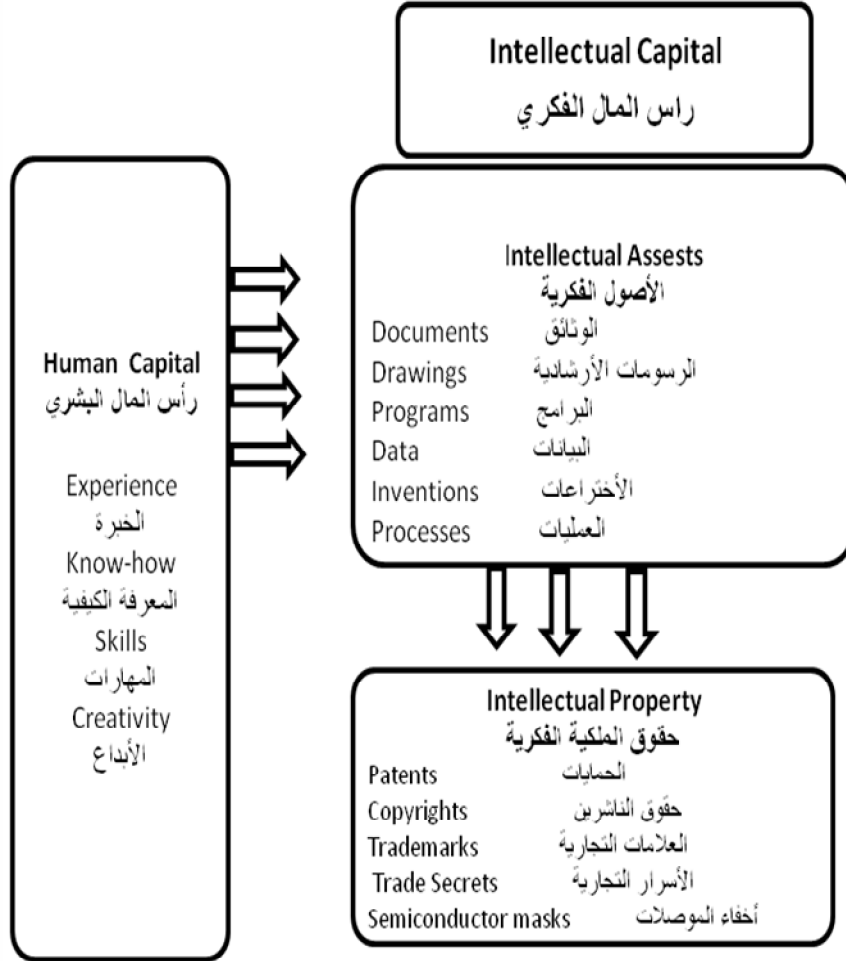 Intellectual Capital
راس المال الفكري
Human Capital
رأس المال البشري
Experience
الخبرة
Know-how
المعرفة الكيفية
Skills
المهارات
Creativity
الأبداع
Intellectual Assests
الأصول الفكرية
Documents الوثائق
Drawings الرسومات الأرشادية
Programs البرامج
Data البيانات
Inventions الأختراعات
Processes العمليات
Intellectual Property
حقوق الملكية الفكرية
Patents الحمايات
Copyrights حقوق الناشرين
Trademarks العلامات التجارية
Trade Secrets الأسرار التجارية
Semiconductor masks أخفاء الموصلات